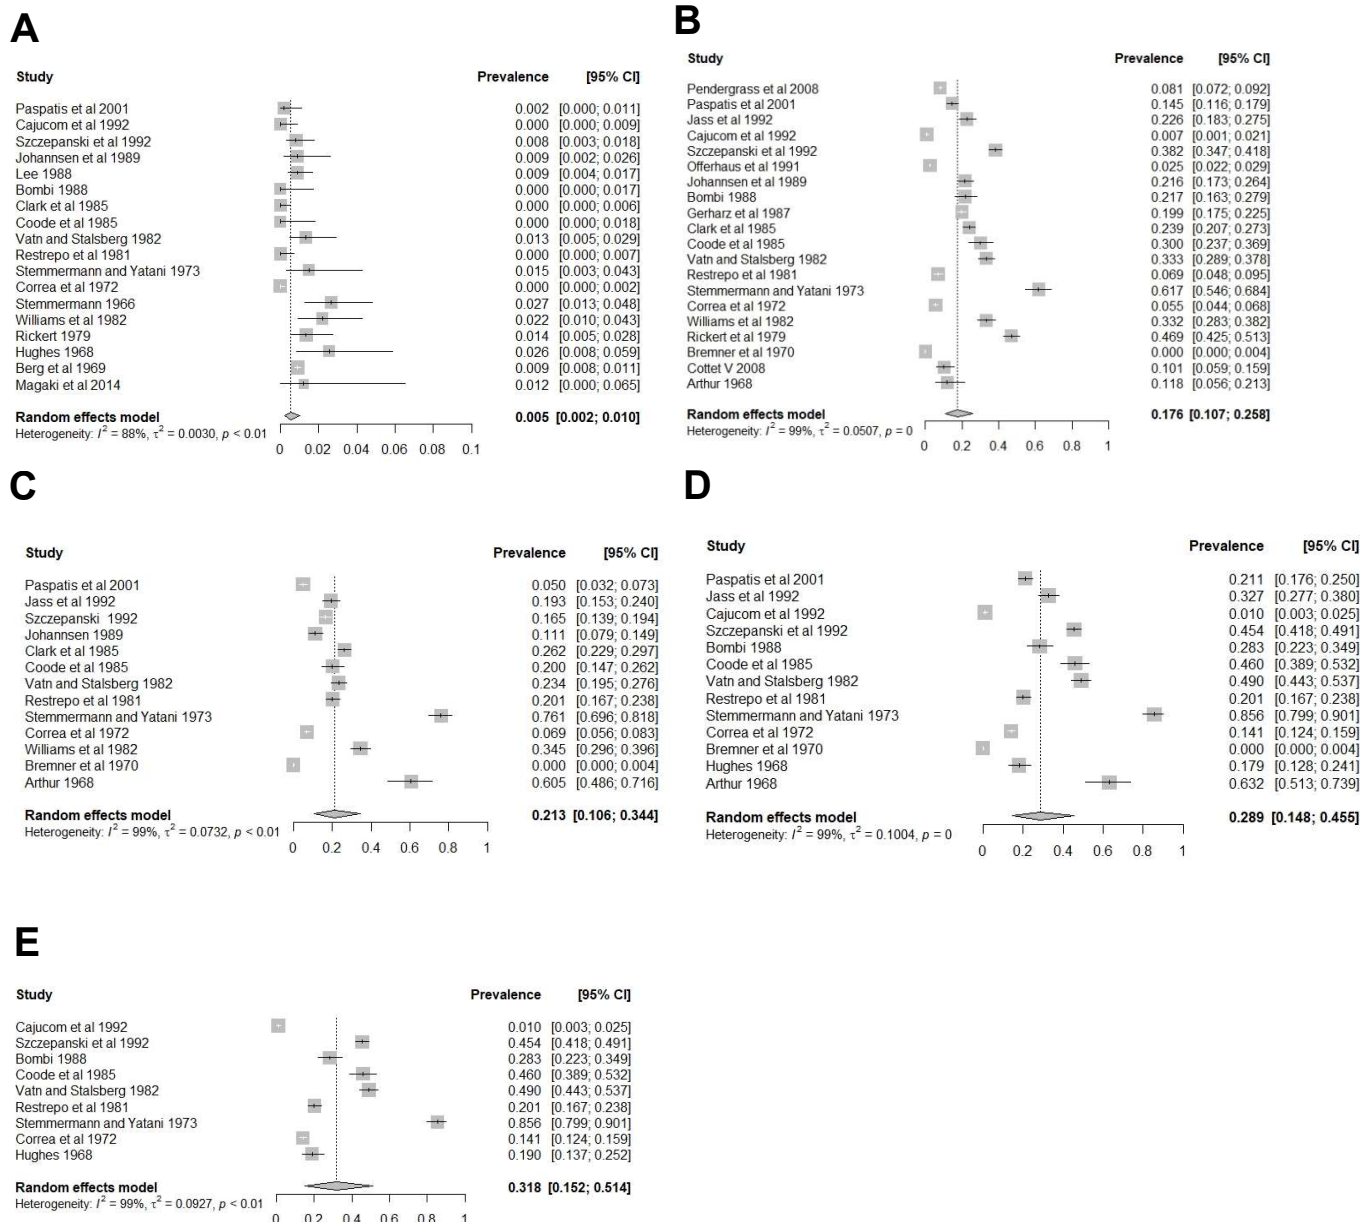 A
Study Prevalence [95% CI]
Paspatis et al 2001 0.002 [0.000; 0.011]
Cajucom et al 1992 0.000 [0.000; 0.009]
Szczepanski et al 1992 0.008 [0.003; 0.018]
Johannsen et al 1989 0.009 [0.002; 0.026]
Lee 1988 0.009 [0.004; 0.017]
Bombi 1988 0.000 [0.000; 0.017]
Clark et al 1985 0.000 [0.000; 0.006]
Coode et al 1985 0.000 [0.000; 0.018]
Vatn and Stalsberg 1982 0.013 [0.005; 0.029]
Restrepo et al 1981 0.000 [0.000; 0.007]
Stemmermann and Yatani 1973 0.015 [0.003; 0.043]
Correa et al 1972 0.000 [0.000; 0.002]
Stemmermann 1966 0.027 [0.013; 0.048]
Williams et al 1982 0.022 [0.010; 0.043]
Rickert 1979 0.014 [0.005; 0.028]
Hughes 1968 0.026 [0.008; 0.059]
Berg et al 1969 0.009 [0.008; 0.011]
Magaki et al 2014 0.012 [0.000; 0.065]
Random effects model 0.005 [0.002; 0.010]
Heterogeneity: I² = 88%, τ² = 0.0030, p < 0.01
0 0.02 0.04 0.06 0.08 0.1
B
Study Prevalence [95% CI]
Pendergrass et al 2008 0.081 [0.072; 0.092]
Paspatis et al 2001 0.145 [0.116; 0.179]
Jass et al 1992 0.226 [0.183; 0.275]
Cajucom et al 1992 0.007 [0.001; 0.021]
Szczepanski et al 1992 0.382 [0.347; 0.418]
Offerhaus et al 1991 0.025 [0.022; 0.029]
Johannsen et al 1989 0.216 [0.173; 0.264]
Bombi 1988 0.217 [0.163; 0.279]
Gerharz et al 1987 0.199 [0.175; 0.225]
Clark et al 1985 0.239 [0.207; 0.273]
Coode et al 1985 0.300 [0.237; 0.369]
Vatn and Stalsberg 1982 0.333 [0.289; 0.378]
Restrepo et al 1981 0.069 [0.048; 0.095]
Stemmermann and Yatani 1973 0.617 [0.546; 0.684]
Correa et al 1972 0.055 [0.044; 0.068]
Williams et al 1982 0.332 [0.283; 0.382]
Rickert et al 1979 0.469 [0.425; 0.513]
Bremner et al 1970 0.000 [0.000; 0.004]
Cottet V 2008 0.101 [0.059; 0.159]
Arthur 1968 0.118 [0.056; 0.213]
Random effects model 0.176 [0.107; 0.258]
Heterogeneity: I² = 99%, τ² = 0.0507, p = 0
0 0.2 0.4 0.6 0.8 1
C
Study Prevalence [95% CI]
Paspatis et al 2001 0.050 [0.032; 0.073]
Jass et al 1992 0.193 [0.153; 0.240]
Szczepanski 1992 0.165 [0.139; 0.194]
Johannsen 1989 0.111 [0.079; 0.149]
Clark et al 1985 0.262 [0.229; 0.297]
Coode et al 1985 0.200 [0.147; 0.262]
Vatn and Stalsberg 1982 0.234 [0.195; 0.276]
Restrepo et al 1981 0.201 [0.167; 0.238]
Stemmermann and Yatani 1973 0.761 [0.696; 0.818]
Correa et al 1972 0.069 [0.056; 0.083]
Williams et al 1982 0.345 [0.296; 0.396]
Bremner et al 1970 0.000 [0.000; 0.004]
Arthur 1968 0.605 [0.486; 0.716]
Random effects model 0.213 [0.106; 0.344]
Heterogeneity: I² = 99%, τ² = 0.0732, p < 0.01
0 0.2 0.4 0.6 0.8 1
D
Study Prevalence [95% CI]
Paspatis et al 2001 0.211 [0.176; 0.250]
Jass et al 1992 0.327 [0.277; 0.380]
Cajucom et al 1992 0.010 [0.003; 0.025]
Szczepanski et al 1992 0.454 [0.418; 0.491]
Bombi 1988 0.283 [0.223; 0.349]
Coode et al 1985 0.460 [0.389; 0.532]
Vatn and Stalsberg 1982 0.490 [0.443; 0.537]
Restrepo et al 1981 0.201 [0.167; 0.238]
Stemmermann and Yatani 1973 0.856 [0.799; 0.901]
Correa et al 1972 0.141 [0.124; 0.159]
Bremner et al 1970 0.000 [0.000; 0.004]
Hughes 1968 0.179 [0.128; 0.241]
Arthur 1968 0.632 [0.513; 0.739]
Random effects model 0.289 [0.148; 0.455]
Heterogeneity: I² = 99%, τ² = 0.1004, p = 0
0 0.2 0.4 0.6 0.8 1
E
Study Prevalence [95% CI]
Cajucom et al 1992 0.010 [0.003; 0.025]
Szczepanski et al 1992 0.454 [0.418; 0.491]
Bombi 1988 0.283 [0.223; 0.349]
Coode et al 1985 0.460 [0.389; 0.532]
Vatn and Stalsberg 1982 0.490 [0.443; 0.537]
Restrepo et al 1981 0.201 [0.167; 0.238]
Stemmermann and Yatani 1973 0.856 [0.799; 0.901]
Correa et al 1972 0.141 [0.124; 0.159]
Hughes 1968 0.190 [0.137; 0.252]
Random effects model 0.318 [0.152; 0.514]
Heterogeneity: I² = 99%, τ² = 0.0927, p < 0.01
0 0.2 0.4 0.6 0.8 1